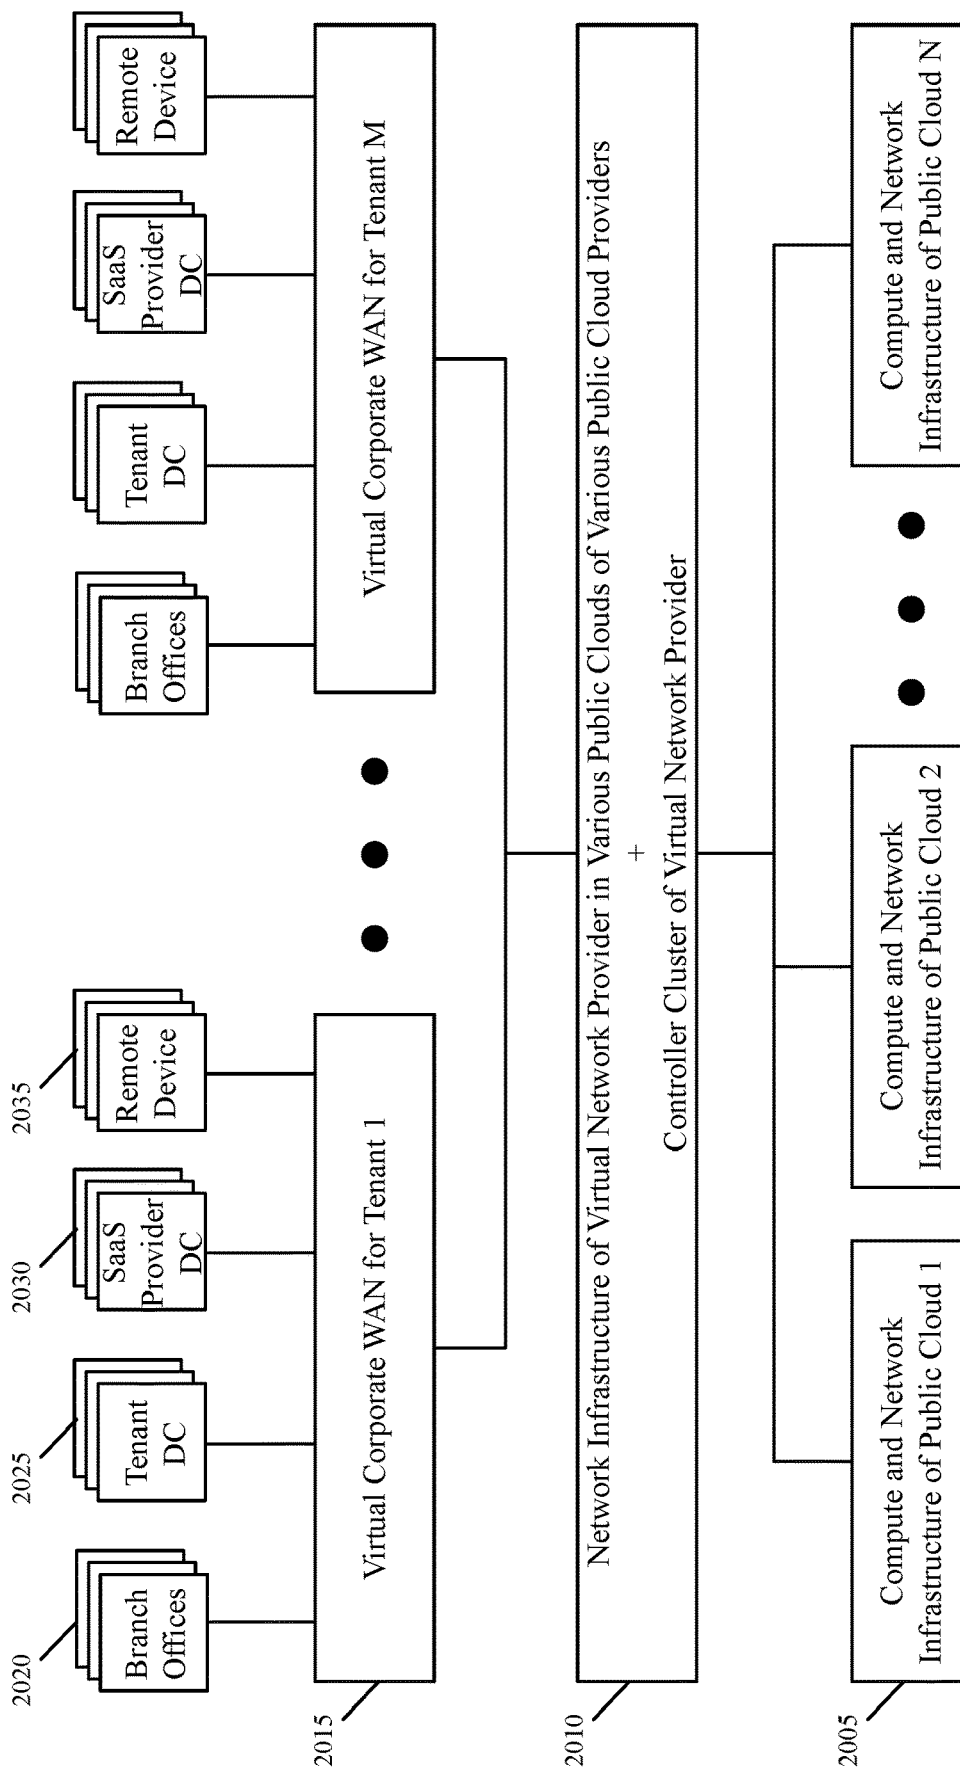 2020
2025
2030
2035
Branch
Offices
Tenant
DC
SaaS
Provider
DC
Remote
Device
Branch
Offices
Tenant
DC
SaaS
Provider
DC
Remote
Device
2015
Virtual Corporate WAN for Tenant 1
Virtual Corporate WAN for Tenant M
2010
Network Infrastructure of Virtual Network Provider in Various Public Clouds of Various Public Cloud Providers
+
Controller Cluster of Virtual Network Provider
2005
Compute and Network
Infrastructure of Public Cloud 1
Compute and Network
Infrastructure of Public Cloud 2
Compute and Network
Infrastructure of Public Cloud N